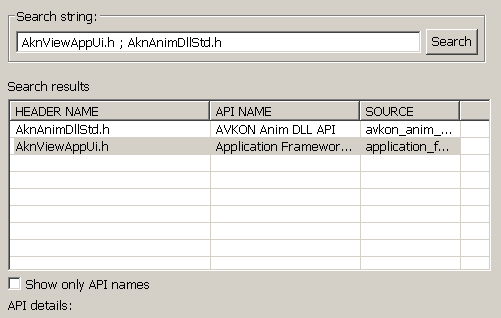 Search string:
AknViewAppUi.h ; AknAnimDllStd.h Search
Search results
HEADER NAME API NAME SOURCE
AknAnimDllStd.h AVKON Anim DLL API avkon_anim_...
AknViewAppUi.h Application Framewor... application_f...
Show only API names
API details: